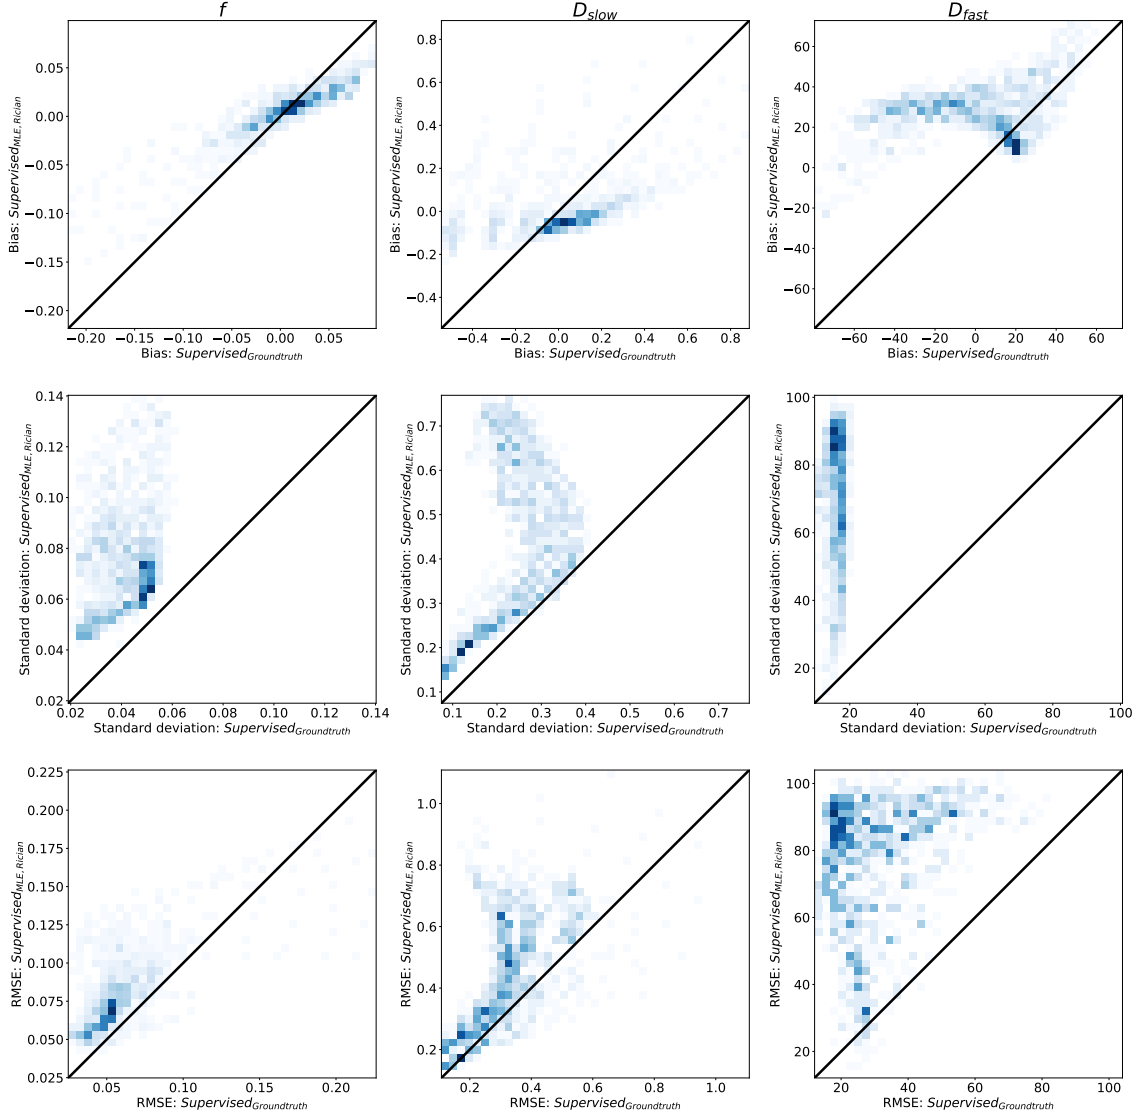 f
D_slow
D_fast
0.05
0.00
−0.05
−0.10
−0.15
−0.20
Bias: Supervised_MLE, Rician
−0.20 −0.15 −0.10 −0.05 0.00 0.05
Bias: Supervised_Groundtruth
0.8
0.6
0.4
0.2
0.0
−0.2
−0.4
Bias: Supervised_MLE, Rician
−0.4 −0.2 0.0 0.2 0.4 0.6 0.8
Bias: Supervised_Groundtruth
60
40
20
0
−20
−40
−60
Bias: Supervised_MLE, Rician
−60 −40 −20 0 20 40 60
Bias: Supervised_Groundtruth
0.14
0.12
0.10
0.08
0.06
0.04
0.02
Standard deviation: Supervised_MLE, Rician
0.02 0.04 0.06 0.08 0.10 0.12 0.14
Standard deviation: Supervised_Groundtruth
0.7
0.6
0.5
0.4
0.3
0.2
0.1
Standard deviation: Supervised_MLE, Rician
0.1 0.2 0.3 0.4 0.5 0.6 0.7
Standard deviation: Supervised_Groundtruth
100
80
60
40
20
Standard deviation: Supervised_MLE, Rician
20 40 60 80 100
Standard deviation: Supervised_Groundtruth
0.225
0.200
0.175
0.150
0.125
0.100
0.075
0.050
0.025
RMSE: Supervised_MLE, Rician
0.05 0.10 0.15 0.20
RMSE: Supervised_Groundtruth
1.0
0.8
0.6
0.4
0.2
RMSE: Supervised_MLE, Rician
0.2 0.4 0.6 0.8 1.0
RMSE: Supervised_Groundtruth
100
80
60
40
20
RMSE: Supervised_MLE, Rician
20 40 60 80 100
RMSE: Supervised_Groundtruth